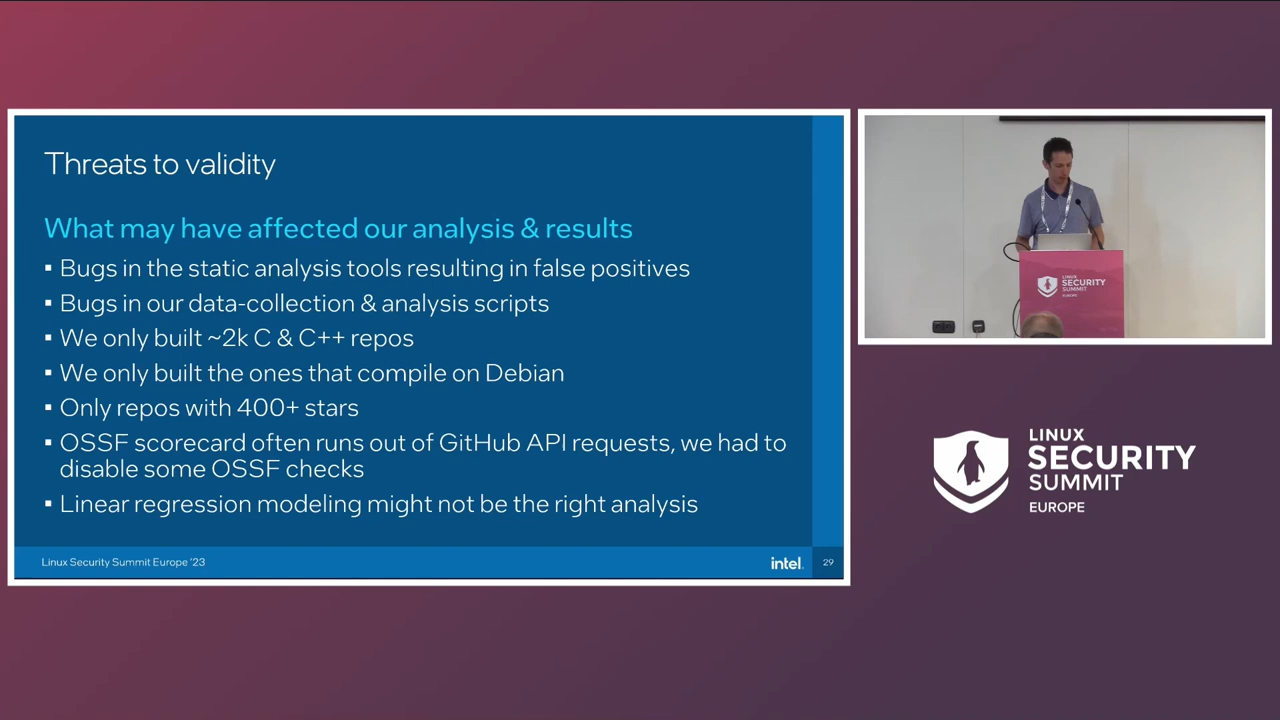 Threats to validity
What may have affected our analysis & results
▪ Bugs in the static analysis tools resulting in false positives
▪ Bugs in our data-collection & analysis scripts
▪ We only built ~2k C & C++ repos
▪ We only built the ones that compile on Debian
▪ Only repos with 400+ stars
▪ OSSF scorecard often runs out of GitHub API requests, we had to
disable some OSSF checks
▪ Linear regression modeling might not be the right analysis
Linux Security Summit Europe '23
intel.
29
LINUX
SECURITY
SUMMIT
EUROPE
LINUX
SECURITY
SUMMIT
EUROPE